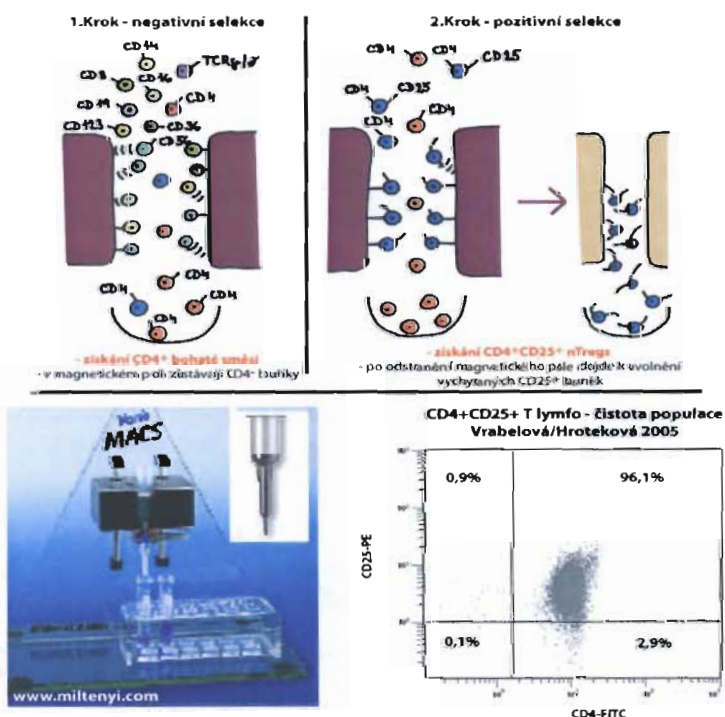 1.Krok - negativní selekce
CD14
TCRγ/δ
CD8
CD16
CD19
CD4
CD123
CD36
CD56
CD4
CD4
CD4
- získání CD4⁺ bohaté směsi
- v magnetickém poli zůstávají CD4⁻ buňky
2.Krok - pozitivní selekce
CD4
CD4
CD25
CD25
CD4
CD4
CD4
- získání CD4⁺CD25⁺ nTregs
- po odstranění magnetického pole dojde k uvolnění
vychytaných CD25⁺ buněk
MACS
www.miltenyi.com
CD4+CD25+ T lymfo - čistota populace
Vrabelová/Hroteková 2005
0,9%
96,1%
CD25-PE
0,1%
2,9%
CD4-FITC